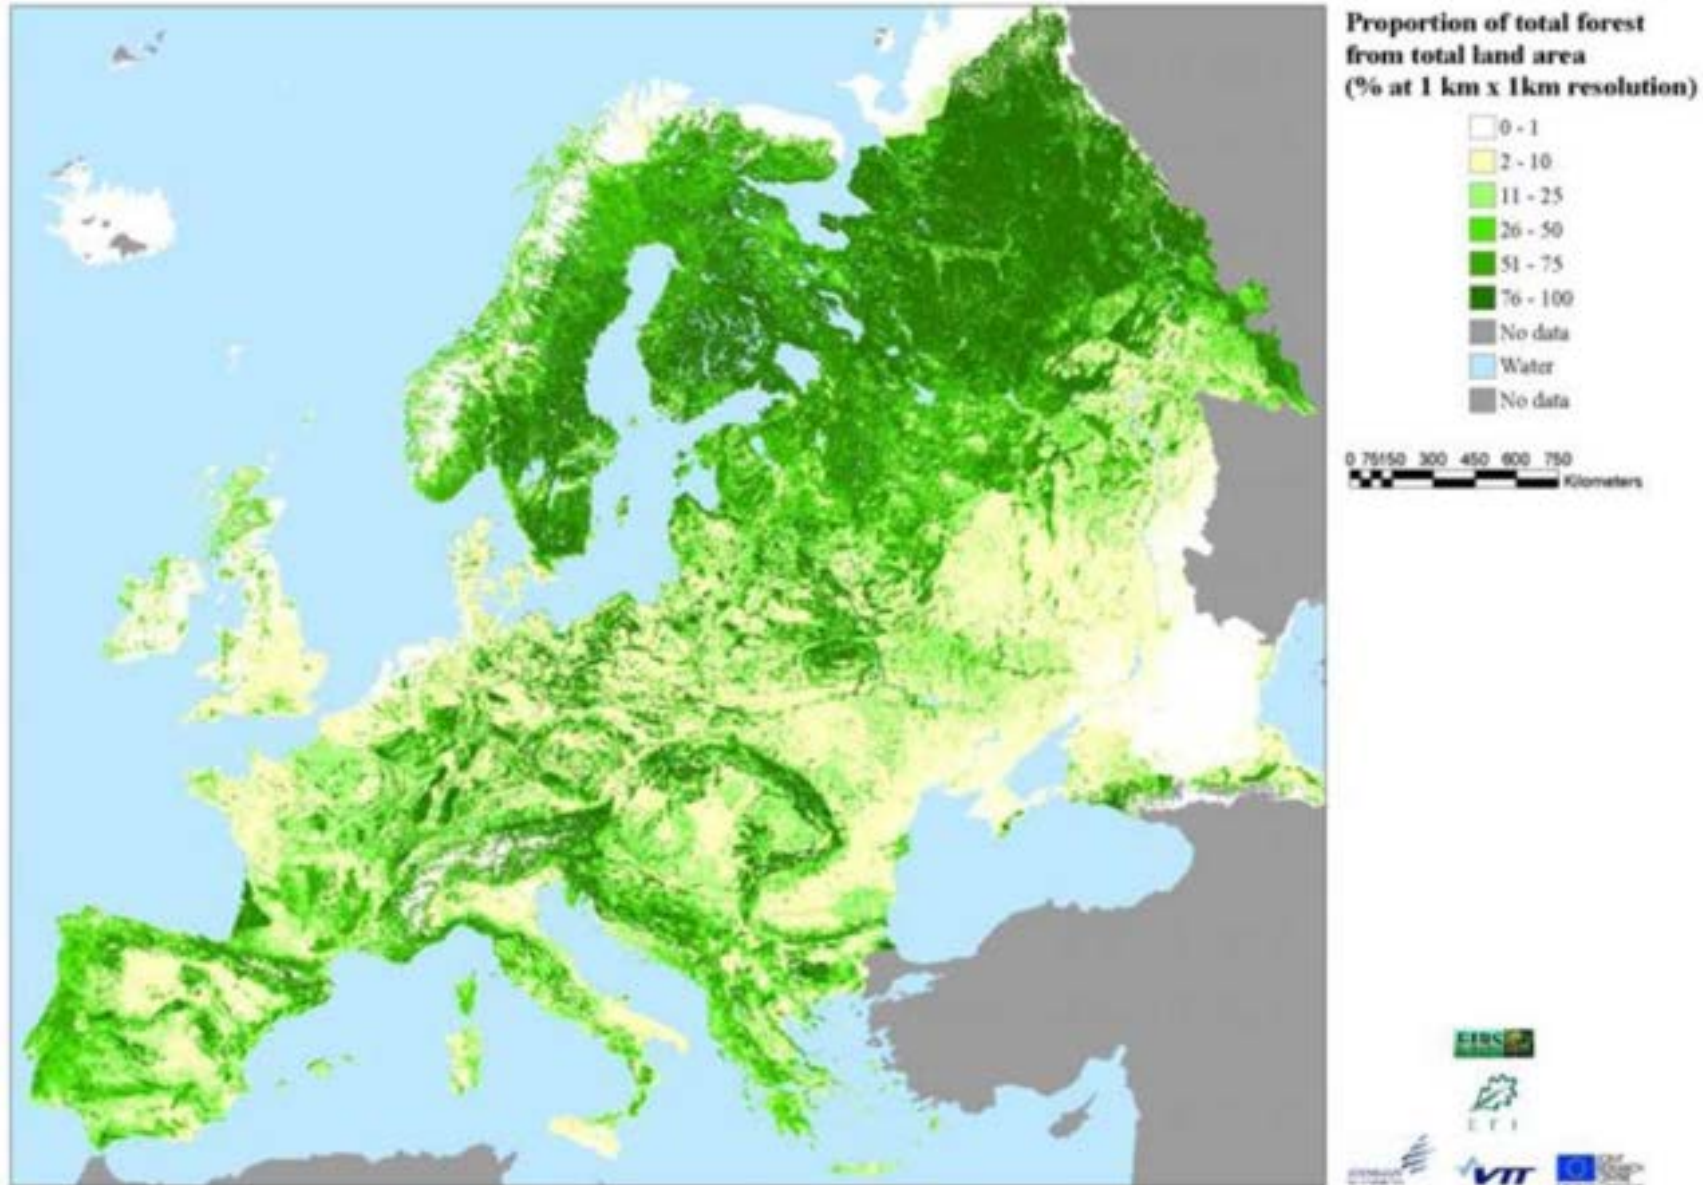 Proportion of total forest
from total land area
(% at 1 km x 1km resolution)
0 - 1
2 - 10
11 - 25
26 - 50
51 - 75
76 - 100
No data
Water
No data
0 75150 300 450 600 750
Kilometers
EFI
VTT